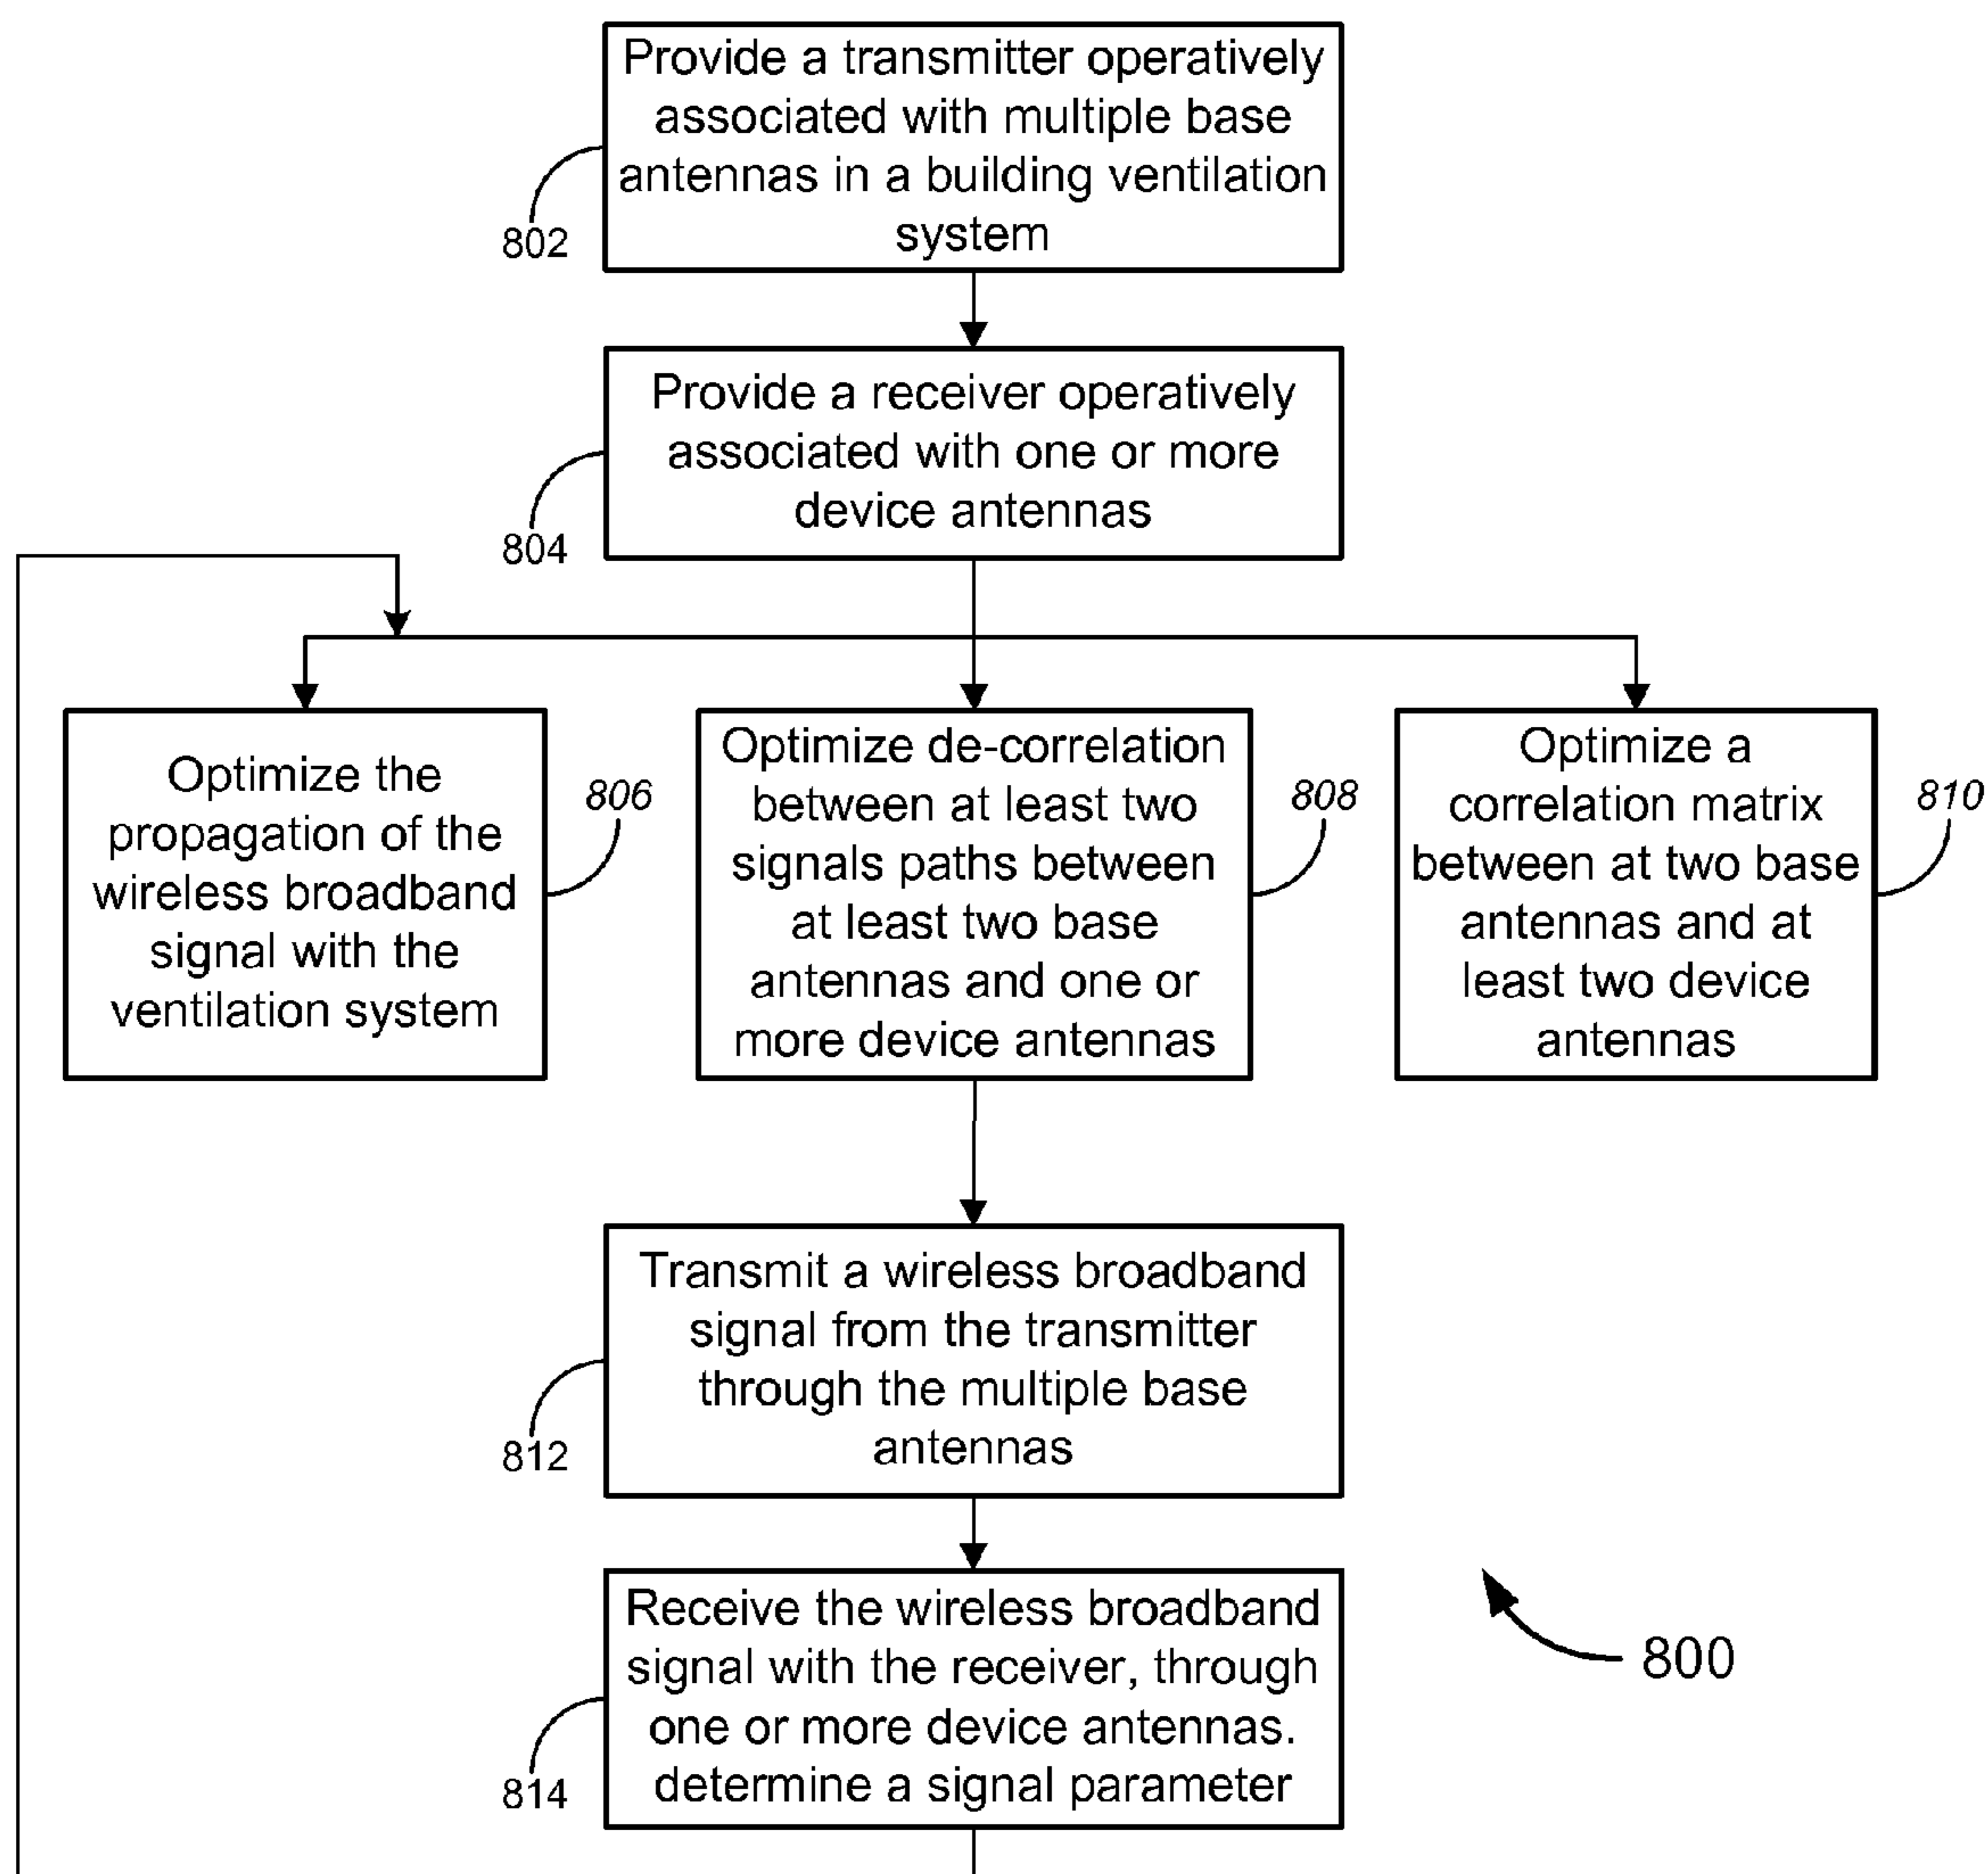 Provide a transmitter operatively
associated with multiple base
antennas in a building ventilation
system
802
Provide a receiver operatively
associated with one or more
device antennas
804
Optimize the
propagation of the
wireless broadband
signal with the
ventilation system
806
Optimize de-correlation
between at least two
signals paths between
at least two base
antennas and one or
more device antennas
808
Optimize a
correlation matrix
between at two base
antennas and at
least two device
antennas
810
Transmit a wireless broadband
signal from the transmitter
through the multiple base
antennas
812
Receive the wireless broadband
signal with the receiver, through
one or more device antennas.
determine a signal parameter
814
800